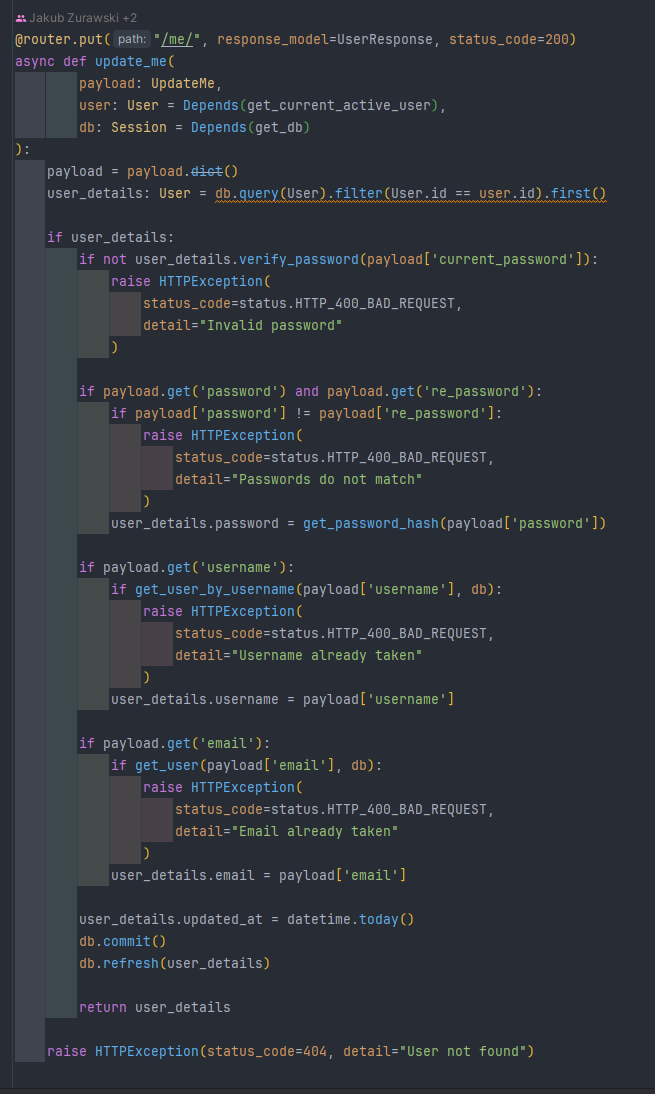 Jakub Zurawski +2
@router.put(path: "/me/", response_model=UserResponse, status_code=200)
async def update_me(
        payload: UpdateMe,
        user: User = Depends(get_current_active_user),
        db: Session = Depends(get_db)
):
    payload = payload.dict()
    user_details: User = db.query(User).filter(User.id == user.id).first()

    if user_details:
        if not user_details.verify_password(payload['current_password']):
            raise HTTPException(
                status_code=status.HTTP_400_BAD_REQUEST,
                detail="Invalid password"
            )

        if payload.get('password') and payload.get('re_password'):
            if payload['password'] != payload['re_password']:
                raise HTTPException(
                    status_code=status.HTTP_400_BAD_REQUEST,
                    detail="Passwords do not match"
                )
            user_details.password = get_password_hash(payload['password'])

        if payload.get('username'):
            if get_user_by_username(payload['username'], db):
                raise HTTPException(
                    status_code=status.HTTP_400_BAD_REQUEST,
                    detail="Username already taken"
                )
            user_details.username = payload['username']

        if payload.get('email'):
            if get_user(payload['email'], db):
                raise HTTPException(
                    status_code=status.HTTP_400_BAD_REQUEST,
                    detail="Email already taken"
                )
            user_details.email = payload['email']

        user_details.updated_at = datetime.today()
        db.commit()
        db.refresh(user_details)

        return user_details

    raise HTTPException(status_code=404, detail="User not found")